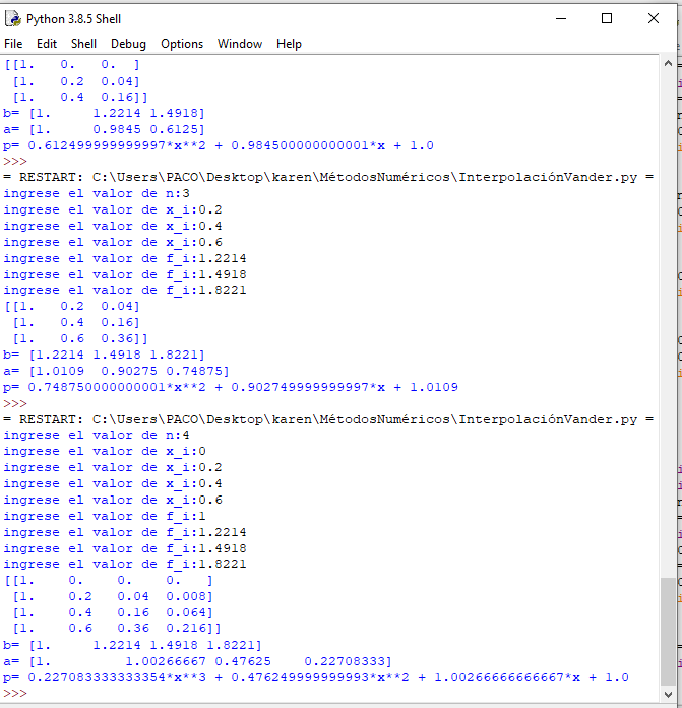 Python 3.8.5 Shell
File Edit Shell Debug Options Window Help
[[1.   0.   0.  ]
 [1.   0.2  0.04]
 [1.   0.4  0.16]]
b= [1.     1.2214 1.4918]
a= [1.     0.9845 0.6125]
p= 0.612499999999997*x**2 + 0.984500000000001*x + 1.0
>>>
= RESTART: C:\Users\PACO\Desktop\karen\MétodosNuméricos\InterpolaciónVander.py =
ingrese el valor de n:3
ingrese el valor de x_i:0.2
ingrese el valor de x_i:0.4
ingrese el valor de x_i:0.6
ingrese el valor de f_i:1.2214
ingrese el valor de f_i:1.4918
ingrese el valor de f_i:1.8221
[[1.   0.2  0.04]
 [1.   0.4  0.16]
 [1.   0.6  0.36]]
b= [1.2214 1.4918 1.8221]
a= [1.0109  0.90275 0.74875]
p= 0.748750000000001*x**2 + 0.902749999999997*x + 1.0109
>>>
= RESTART: C:\Users\PACO\Desktop\karen\MétodosNuméricos\InterpolaciónVander.py =
ingrese el valor de n:4
ingrese el valor de x_i:0
ingrese el valor de x_i:0.2
ingrese el valor de x_i:0.4
ingrese el valor de x_i:0.6
ingrese el valor de f_i:1
ingrese el valor de f_i:1.2214
ingrese el valor de f_i:1.4918
ingrese el valor de f_i:1.8221
[[1.    0.    0.    0.   ]
 [1.    0.2   0.04  0.008]
 [1.    0.4   0.16  0.064]
 [1.    0.6   0.36  0.216]]
b= [1.     1.2214 1.4918 1.8221]
a= [1.         1.00266667 0.47625    0.22708333]
p= 0.227083333333354*x**3 + 0.476249999999993*x**2 + 1.00266666666667*x + 1.0
>>>